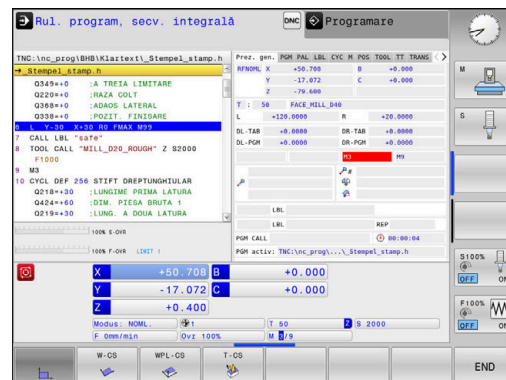 Rul. program, secv. integrală
DNC
Programare
TNC:\nc_prog\BHB\Klartext\_Stempel_stamp.h
→_Stempel_stamp.h
Q349=+0 ;A TREIA LIMITARE
Q220=+0 ;RAZA COLT
Q368=+0 ;ADAOS LATERAL
Q338=+0 ;POZIT. FINISARE
6 L Y-30 X+30 R0 FMAX M99
7 CALL LBL "safe"
8 TOOL CALL "MILL_D20_ROUGH" Z S2000
F1000
9 M3
10 CYCL DEF 256 STIFT DREPTUNGHIULAR
Q218=+30 ;LUNGIME PRIMA LATURA
Q424=+60 ;DIM. PIESA BRUTA 1
Q219=+30 ;LUNG. A DOUA LATURA
100% S-OVR
100% F-OVR LIMIT 1
Prez. gen. PGM PAL LBL CYC M POS TOOL TT TRANS
RFNOML X +50.708 B +0.000
Y -17.072 C +0.000
Z -79.600
T : 50 FACE_MILL_D40
L +120.0000 R +20.0000
DL-TAB +0.0000 DR-TAB +0.0000
DL-PGM +0.0000 DR-PGM +0.0000
M3 M9
LBL
LBL REP
PGM CALL 00:00:04
PGM activ: TNC:\nc_prog\...\_Stempel_stamp.h
X +50.708 B +0.000
Y -17.072 C +0.000
Z +0.400
Modus: NOML. 1 T 50 Z S 2000
F 0mm/min Ovr 100% M 3/9
M
S
S100%
OFF ON
F100%
OFF ON
W-CS WPL-CS T-CS
END